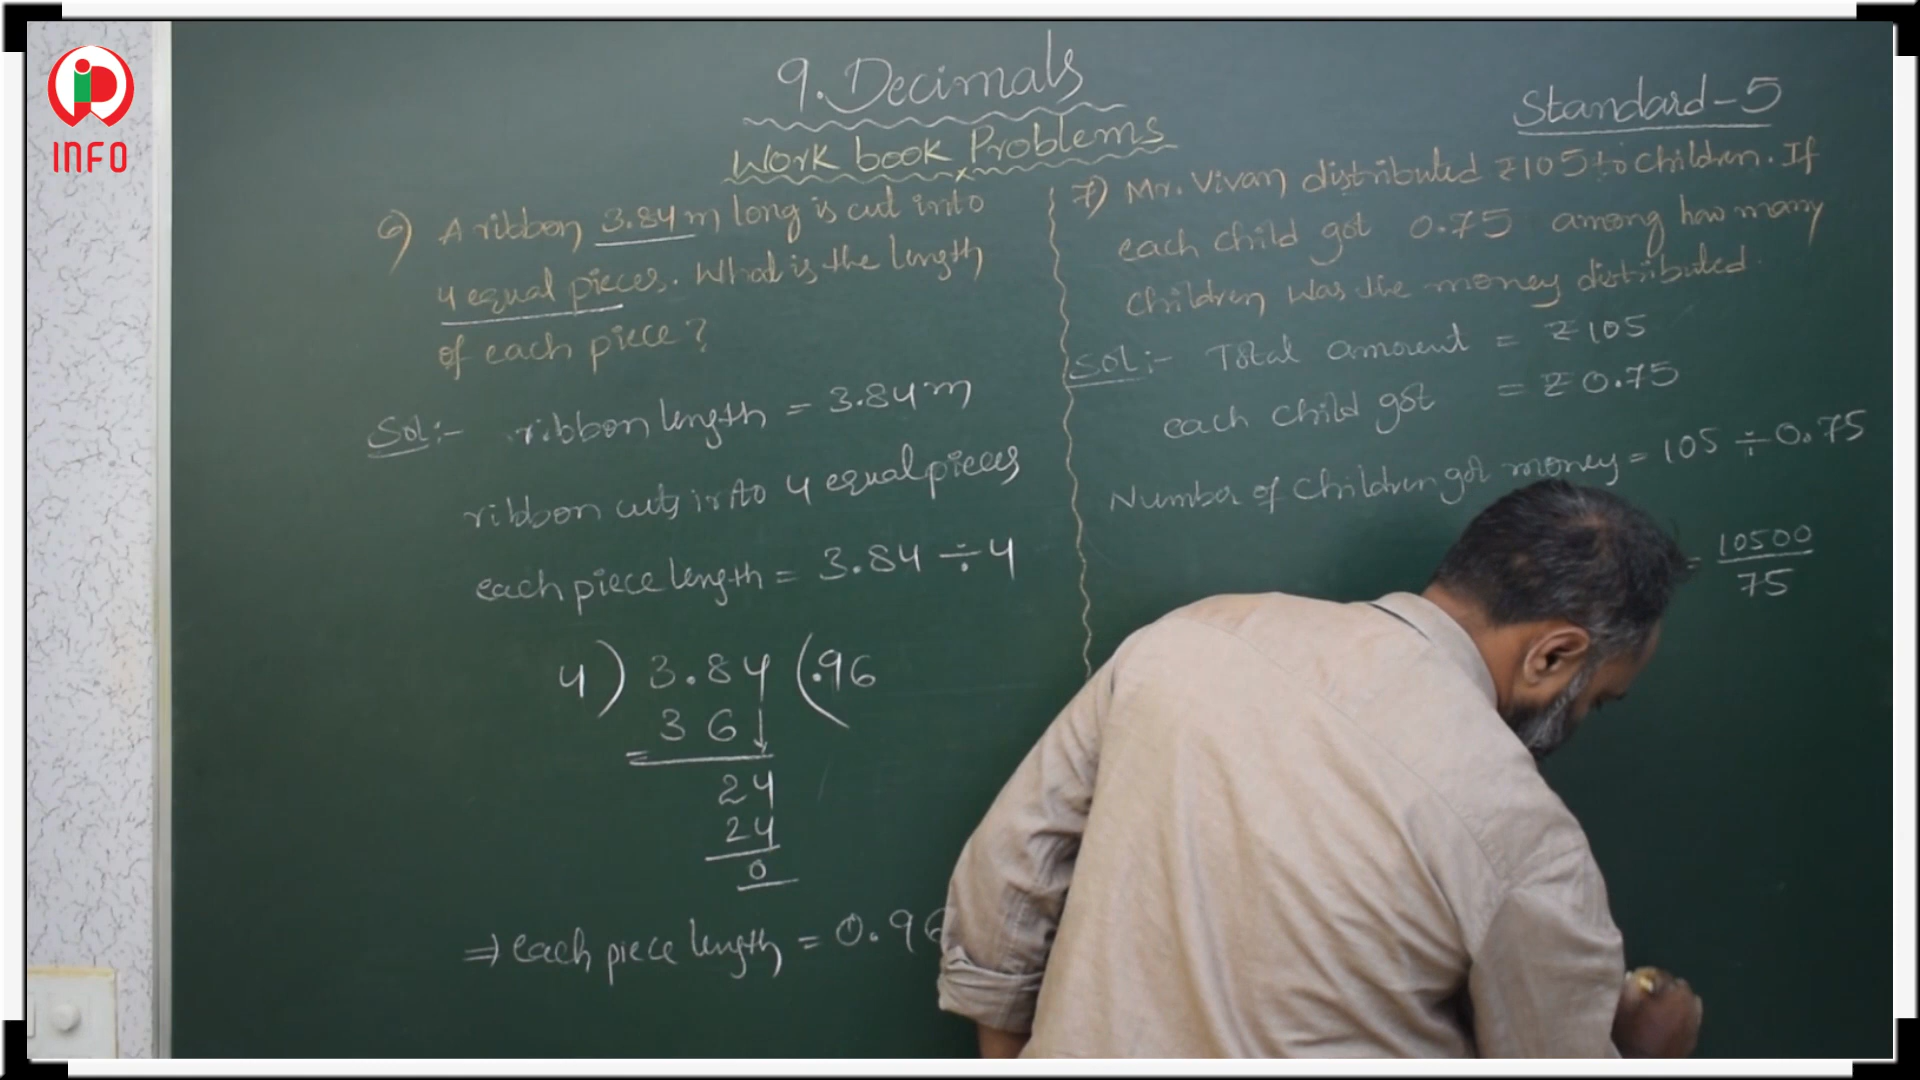 INFO
9. Decimals
Standard-5
Work book Problems
6) A ribbon 3.84 m long is cut into
4 equal pieces. What is the length
of each piece?
Sol:- ribbon length = 3.84m
ribbon cuts into 4 equal pieces
each piece length = 3.84 ÷ 4
4) 3.84 (.96
3 6
24
24
0
⇒ each piece length = 0.96
7) Mr. Vivan distributed ₹105 to children. If
each child got 0.75 among how many
children was the money distributed
Sol:- Total amount = ₹105
each child got = ₹0.75
Number of children got money = 105 ÷ 0.75
= 10500
75